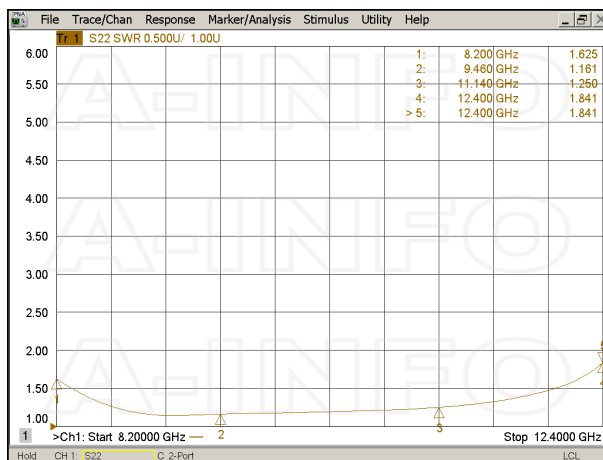 File Trace/Chan Response Marker/Analysis Stimulus Utility Help
Tr 1 S22 SWR 0.500U/ 1.00U
6.00
5.50
5.00
4.50
4.00
3.50
3.00
2.50
2.00
1.50
1.00
1: 8.200 GHz 1.625
2: 9.460 GHz 1.161
3: 11.140 GHz 1.250
4: 12.400 GHz 1.841
> 5: 12.400 GHz 1.841
A-INFO
A-INFO
A-INFO
1
2
3
4
1 >Ch1: Start 8.20000 GHz
Stop 12.4000 GHz
Hold CH 1: S22 C 2-Port LCL